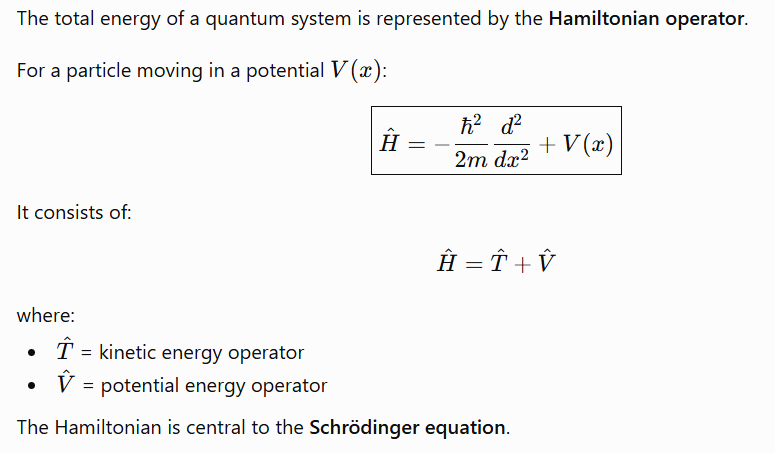 The total energy of a quantum system is represented by the Hamiltonian operator.
For a particle moving in a potential V(x):
Ĥ = −ħ²/2m d²/dx² + V(x)
It consists of:
Ĥ = T̂ + V̂
where:
• T̂ = kinetic energy operator
• V̂ = potential energy operator
The Hamiltonian is central to the Schrödinger equation.